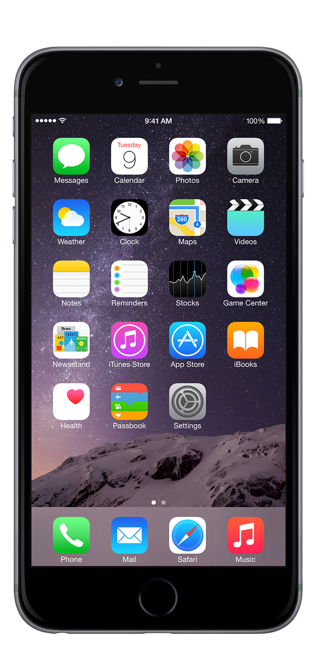 9:41 AM 100%
Tuesday
9
Messages Calendar Photos Camera
280
Weather Clock Maps Videos
Notes Reminders Stocks Game Center
Newsstand iTunes Store App Store iBooks
Health Passbook Settings
Phone Mail Safari Music